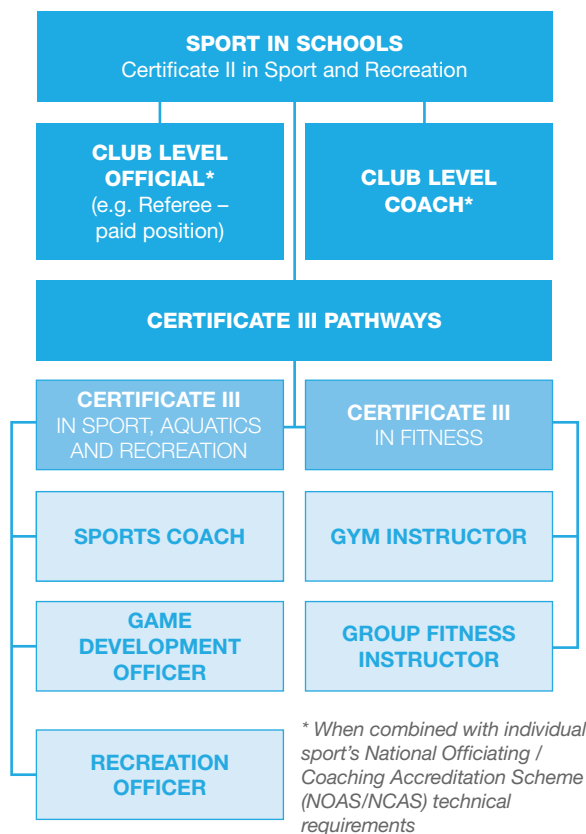 SPORT IN SCHOOLS
Certificate II in Sport and Recreation
CLUB LEVEL
OFFICIAL*
(e.g. Referee –
paid position)
CLUB LEVEL
COACH*
CERTIFICATE III PATHWAYS
CERTIFICATE III
IN SPORT, AQUATICS
AND RECREATION
CERTIFICATE III
IN FITNESS
SPORTS COACH
GYM INSTRUCTOR
GAME
DEVELOPMENT
OFFICER
GROUP FITNESS
INSTRUCTOR
RECREATION
OFFICER
* When combined with individual
sport's National Officiating /
Coaching Accreditation Scheme
(NOAS/NCAS) technical
requirements